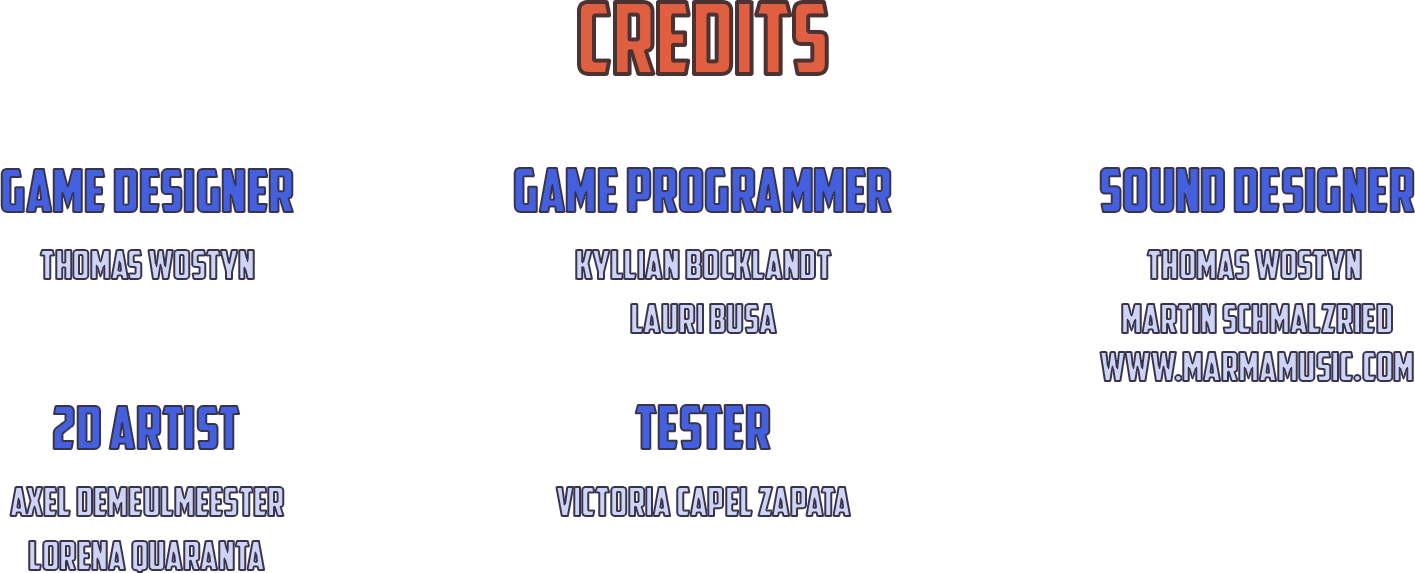 CREDITS
GAME DESIGNER
THOMAS WOSTYN
GAME PROGRAMMER
KYLLIAN BOCKLANDT
LAURI BUSA
SOUND DESIGNER
THOMAS WOSTYN
MARTIN SCHMALZRIED
WWW.MARMAMUSIC.COM
2D ARTIST
AXEL DEMEULMEESTER
LORENA QUARANTA
TESTER
VICTORIA CAPEL ZAPATA